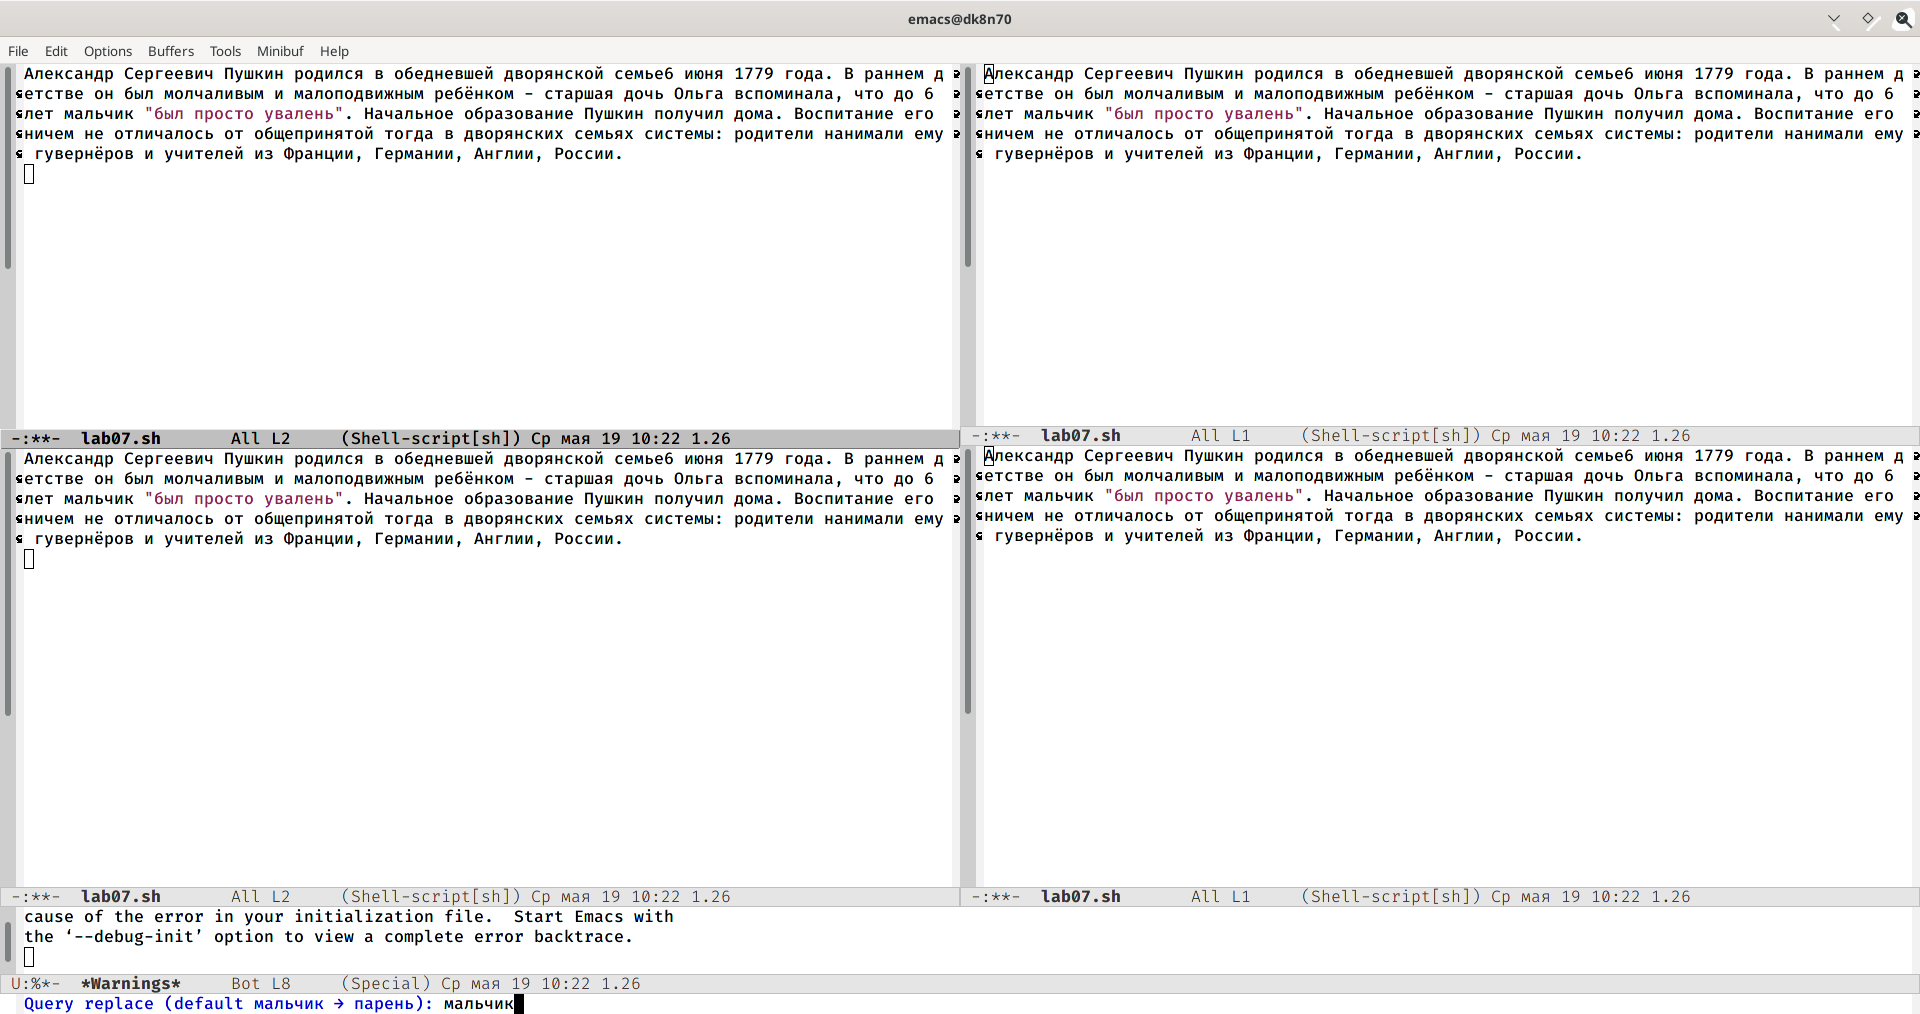 emacs@dk8n70
File Edit Options Buffers Tools Minibuf Help
Александр Сергеевич Пушкин родился в обедневшей дворянской семье6 июня 1779 года. В раннем д
етстве он был молчаливым и малоподвижным ребёнком - старшая дочь Ольга вспоминала, что до 6
лет мальчик "был просто увалень". Начальное образование Пушкин получил дома. Воспитание его
ничем не отличалось от общепринятой тогда в дворянских семьях системы: родители нанимали ему
гувернёров и учителей из Франции, Германии, Англии, России.
-:**-  lab07.sh       All L2     (Shell-script[sh]) Ср мая 19 10:22 1.26
Александр Сергеевич Пушкин родился в обедневшей дворянской семье6 июня 1779 года. В раннем д
етстве он был молчаливым и малоподвижным ребёнком - старшая дочь Ольга вспоминала, что до 6
лет мальчик "был просто увалень". Начальное образование Пушкин получил дома. Воспитание его
ничем не отличалось от общепринятой тогда в дворянских семьях системы: родители нанимали ему
гувернёров и учителей из Франции, Германии, Англии, России.
-:**-  lab07.sh       All L1     (Shell-script[sh]) Ср мая 19 10:22 1.26
Александр Сергеевич Пушкин родился в обедневшей дворянской семье6 июня 1779 года. В раннем д
етстве он был молчаливым и малоподвижным ребёнком - старшая дочь Ольга вспоминала, что до 6
лет мальчик "был просто увалень". Начальное образование Пушкин получил дома. Воспитание его
ничем не отличалось от общепринятой тогда в дворянских семьях системы: родители нанимали ему
гувернёров и учителей из Франции, Германии, Англии, России.
-:**-  lab07.sh       All L2     (Shell-script[sh]) Ср мая 19 10:22 1.26
Александр Сергеевич Пушкин родился в обедневшей дворянской семье6 июня 1779 года. В раннем д
етстве он был молчаливым и малоподвижным ребёнком - старшая дочь Ольга вспоминала, что до 6
лет мальчик "был просто увалень". Начальное образование Пушкин получил дома. Воспитание его
ничем не отличалось от общепринятой тогда в дворянских семьях системы: родители нанимали ему
гувернёров и учителей из Франции, Германии, Англии, России.
-:**-  lab07.sh       All L1     (Shell-script[sh]) Ср мая 19 10:22 1.26
cause of the error in your initialization file.  Start Emacs with
the ‘--debug-init’ option to view a complete error backtrace.
U:%*-  *Warnings*     Bot L8     (Special) Ср мая 19 10:22 1.26
Query replace (default мальчик → парень): мальчик